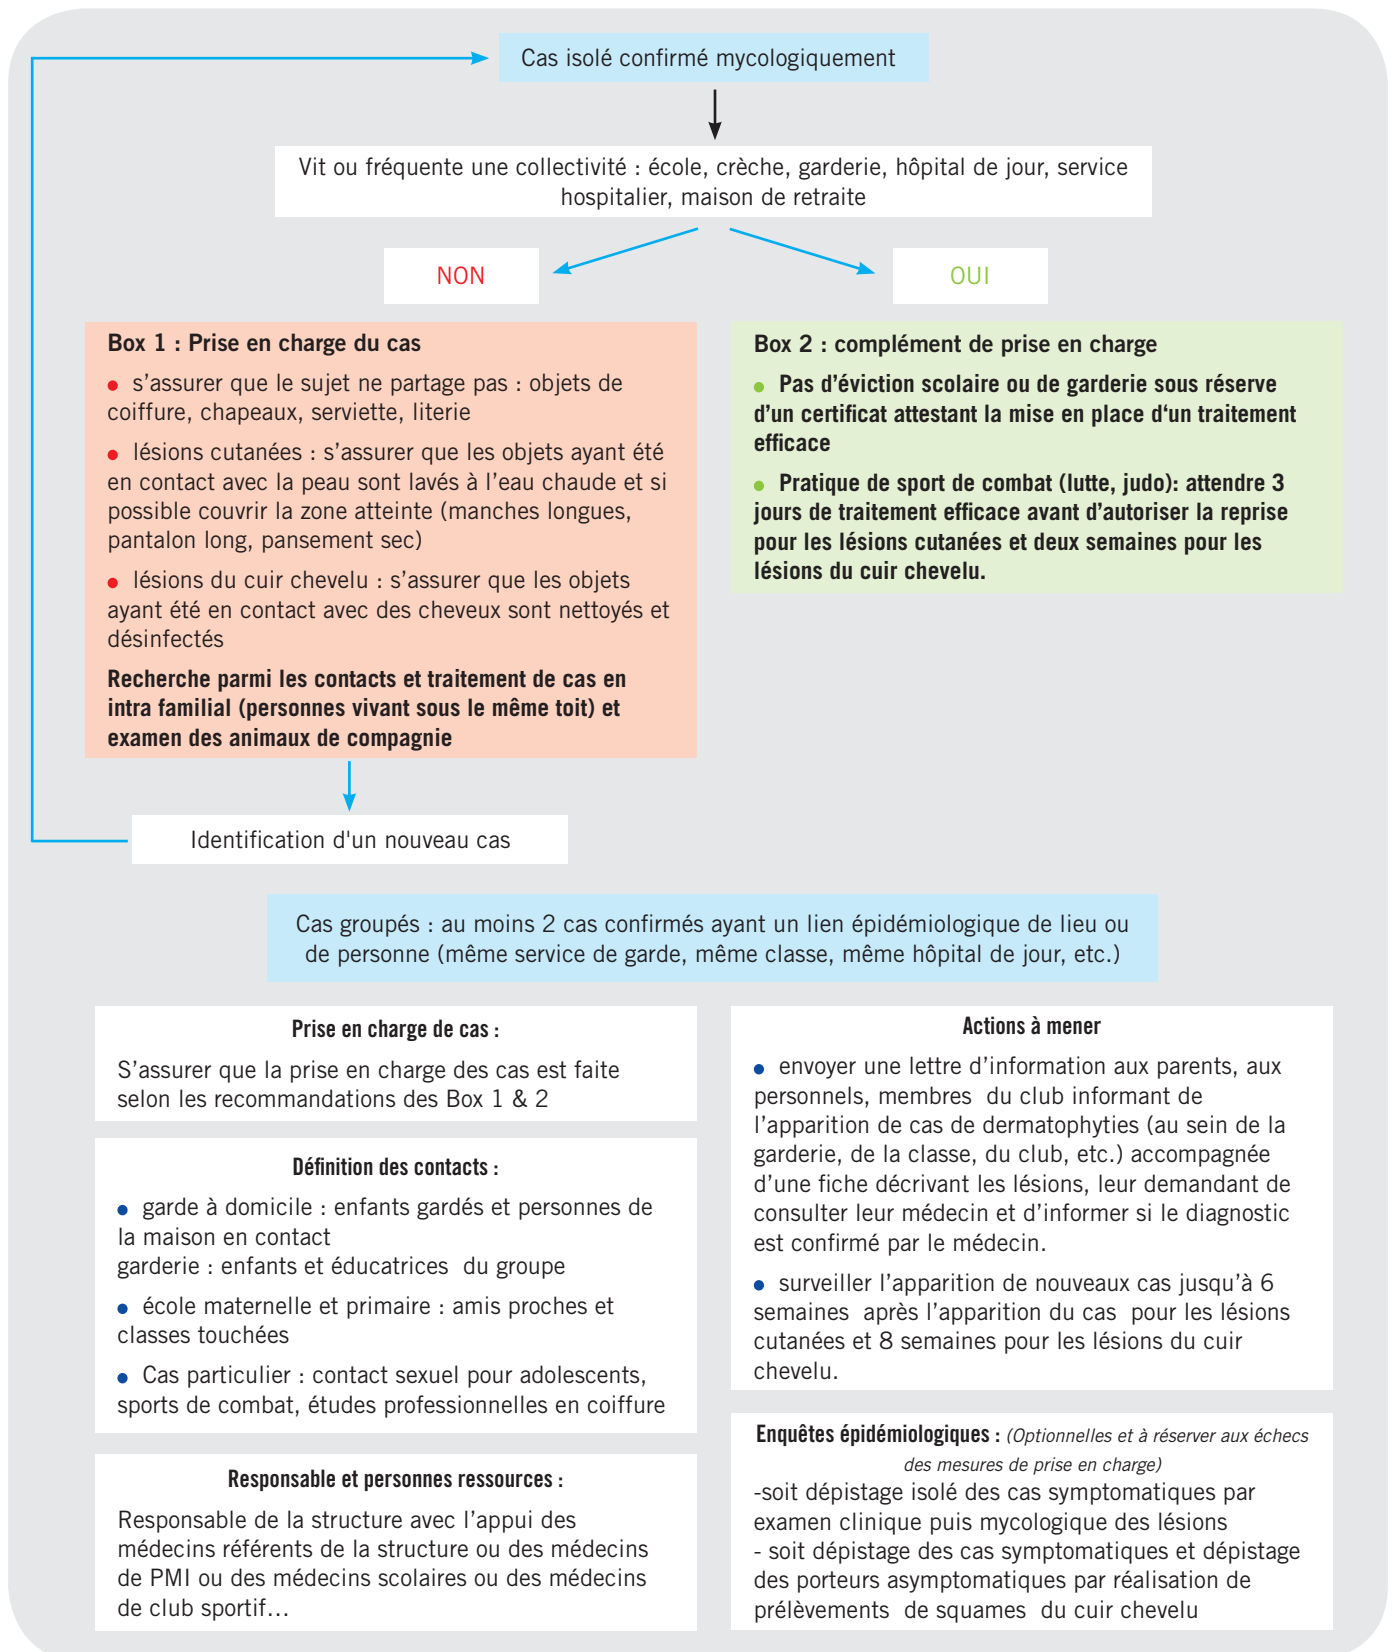 Cas isolé confirmé mycologiquement
Vit ou fréquente une collectivité : école, crèche, garderie, hôpital de jour, service
hospitalier, maison de retraite
NON
OUI
Box 1 : Prise en charge du cas
● s’assurer que le sujet ne partage pas : objets de
coiffure, chapeaux, serviette, literie
● lésions cutanées : s’assurer que les objets ayant été
en contact avec la peau sont lavés à l’eau chaude et si
possible couvrir la zone atteinte (manches longues,
pantalon long, pansement sec)
● lésions du cuir chevelu : s’assurer que les objets
ayant été en contact avec des cheveux sont nettoyés et
désinfectés
Recherche parmi les contacts et traitement de cas en
intra familial (personnes vivant sous le même toit) et
examen des animaux de compagnie
Box 2 : complément de prise en charge
● Pas d’éviction scolaire ou de garderie sous réserve
d’un certificat attestant la mise en place d‘un traitement
efficace
● Pratique de sport de combat (lutte, judo): attendre 3
jours de traitement efficace avant d’autoriser la reprise
pour les lésions cutanées et deux semaines pour les
lésions du cuir chevelu.
Identification d'un nouveau cas
Cas groupés : au moins 2 cas confirmés ayant un lien épidémiologique de lieu ou
de personne (même service de garde, même classe, même hôpital de jour, etc.)
Prise en charge de cas :
S’assurer que la prise en charge des cas est faite
selon les recommandations des Box 1 & 2
Définition des contacts :
● garde à domicile : enfants gardés et personnes de
la maison en contact
garderie : enfants et éducatrices du groupe
● école maternelle et primaire : amis proches et
classes touchées
● Cas particulier : contact sexuel pour adolescents,
sports de combat, études professionnelles en coiffure
Responsable et personnes ressources :
Responsable de la structure avec l’appui des
médecins référents de la structure ou des médecins
de PMI ou des médecins scolaires ou des médecins
de club sportif…
Actions à mener
● envoyer une lettre d’information aux parents, aux
personnels, membres du club informant de
l’apparition de cas de dermatophyties (au sein de la
garderie, de la classe, du club, etc.) accompagnée
d’une fiche décrivant les lésions, leur demandant de
consulter leur médecin et d’informer si le diagnostic
est confirmé par le médecin.
● surveiller l’apparition de nouveaux cas jusqu’à 6
semaines après l’apparition du cas pour les lésions
cutanées et 8 semaines pour les lésions du cuir
chevelu.
Enquêtes épidémiologiques : (Optionnelles et à réserver aux échecs
des mesures de prise en charge)
-soit dépistage isolé des cas symptomatiques par
examen clinique puis mycologique des lésions
- soit dépistage des cas symptomatiques et dépistage
des porteurs asymptomatiques par réalisation de
prélèvements de squames du cuir chevelu